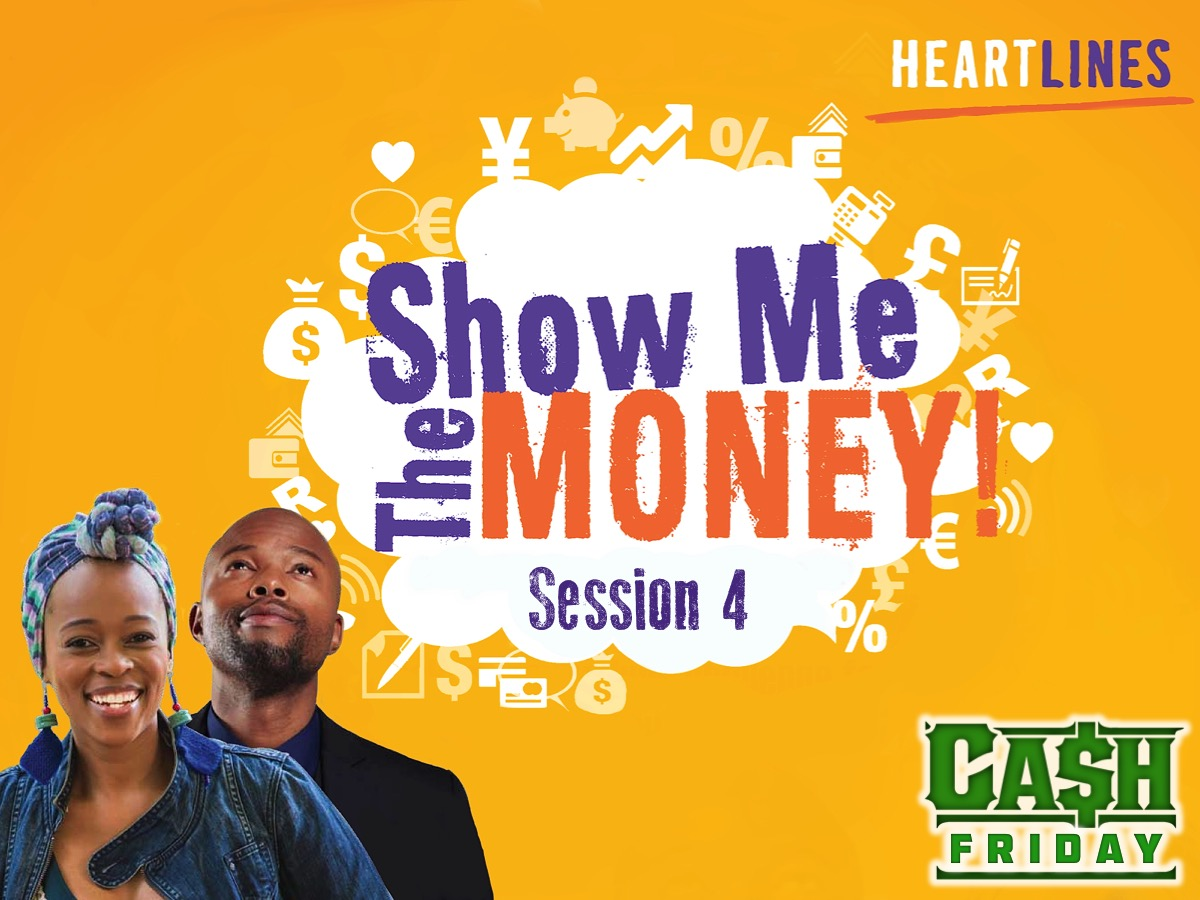 HEARTLINES
Show Me
The MONEY!
Session 4
CA$H
FRIDAY